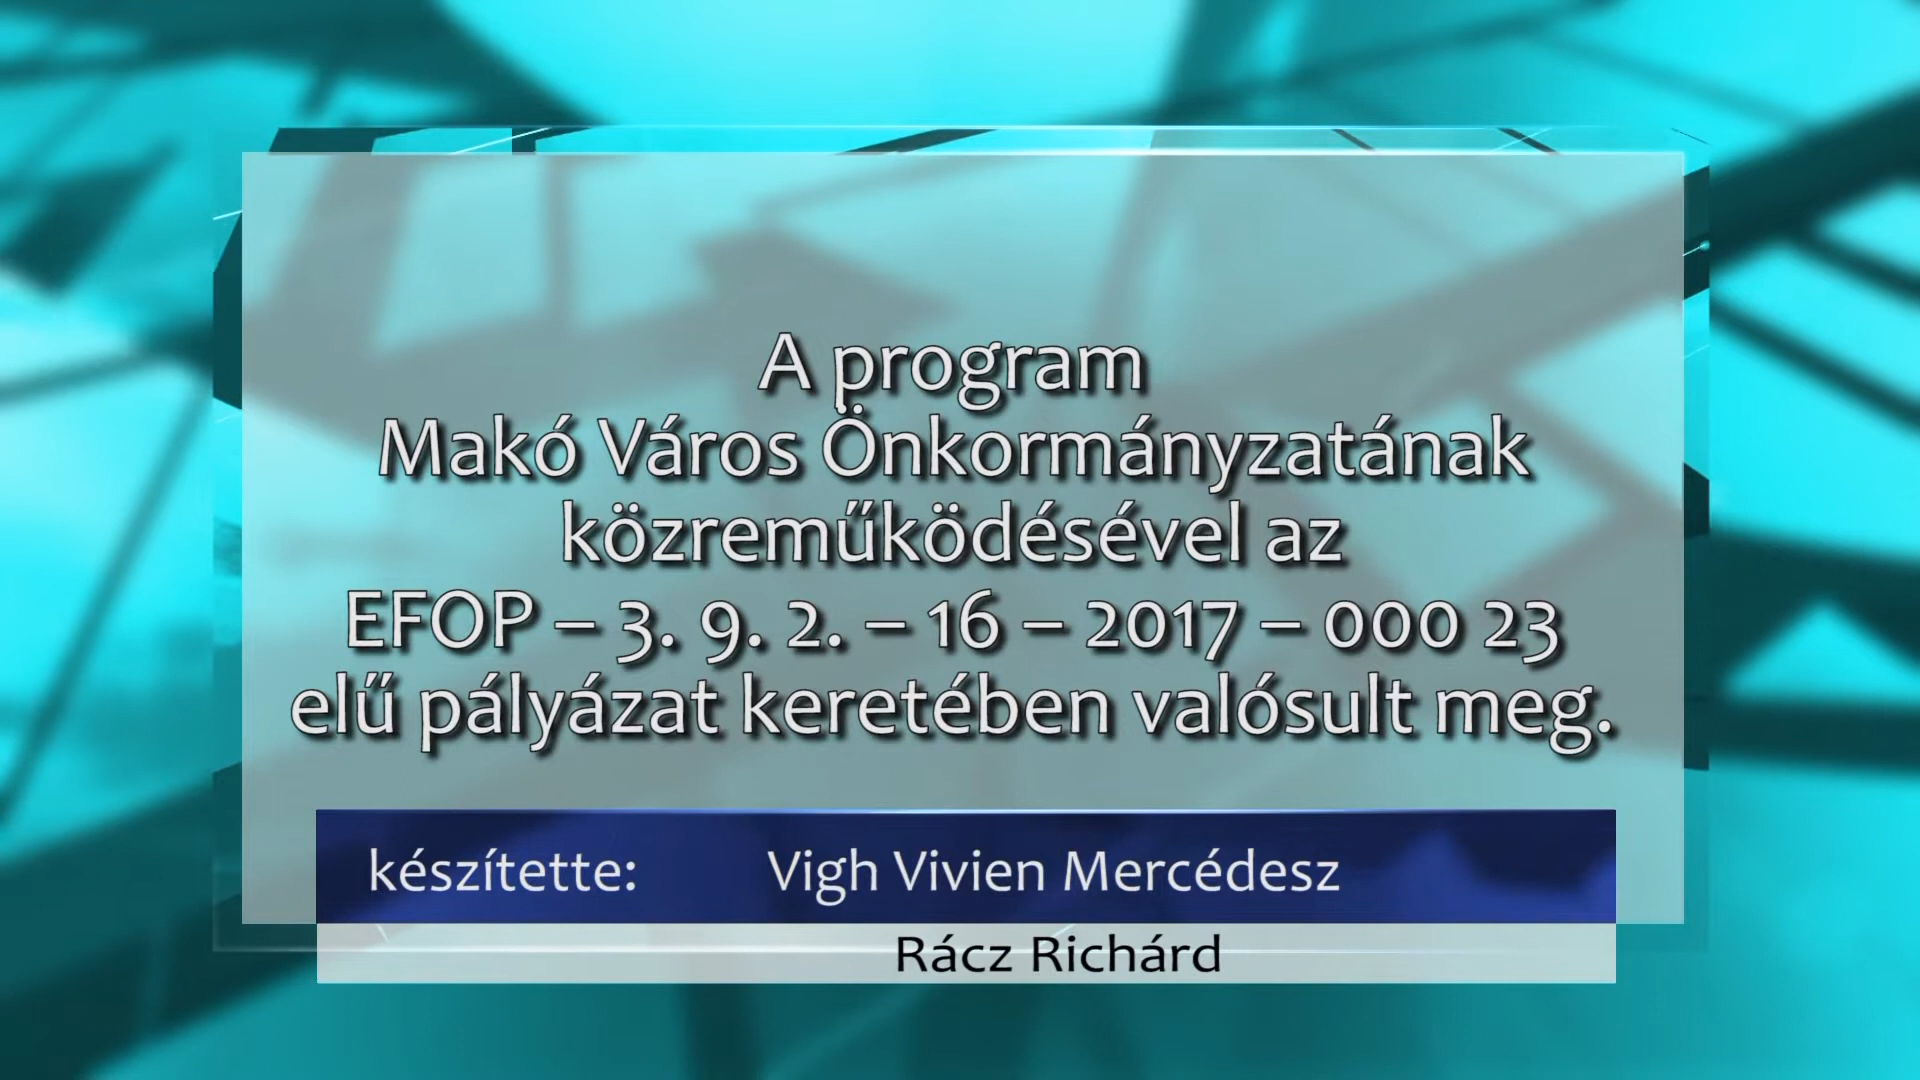 A program
Makó Város Önkormányzatának
közreműködésével az
EFOP – 3. 9. 2. – 16 – 2017 – 000 23
elű pályázat keretében valósult meg.
készítette: Vigh Vivien Mercédesz
Rácz Richárd